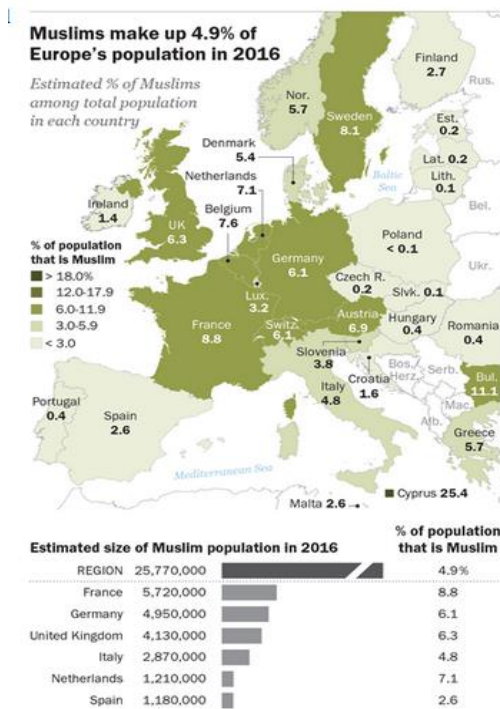 Muslims make up 4.9% of
Europe's population in 2016
Estimated % of Muslims
among total population
in each country
Finland
2.7
Rus.
Nor.
5.7
Sweden
8.1
Est.
0.2
Denmark
5.4
Lat. 0.2
Netherlands
7.1
Baltic
Sea
Lith.
0.1
Ireland
1.4
Belgium
7.6
Bel.
UK
6.3
Poland
< 0.1
% of population
that is Muslim
> 18.0%
12.0-17.9
6.0-11.9
3.0-5.9
< 3.0
Germany
6.1
Ukr.
Czech R.
0.2
Lux.
3.2
Slvk. 0.1
France
8.8
Austria
6.9
Hungary
0.4
Switz.
6.1
Romania
0.4
Slovenia
3.8
Bos./
Herz.
Serb.
Croatia
1.6
Bul.
11.1
Italy
4.8
Portugal
0.4
Spain
2.6
Mac.
Alb.
Greece
5.7
Mediterranean Sea
Cyprus 25.4
Malta 2.6
Estimated size of Muslim population in 2016
% of population
that is Muslim
REGION 25,770,000 4.9%
France 5,720,000 8.8
Germany 4,950,000 6.1
United Kingdom 4,130,000 6.3
Italy 2,870,000 4.8
Netherlands 1,210,000 7.1
Spain 1,180,000 2.6